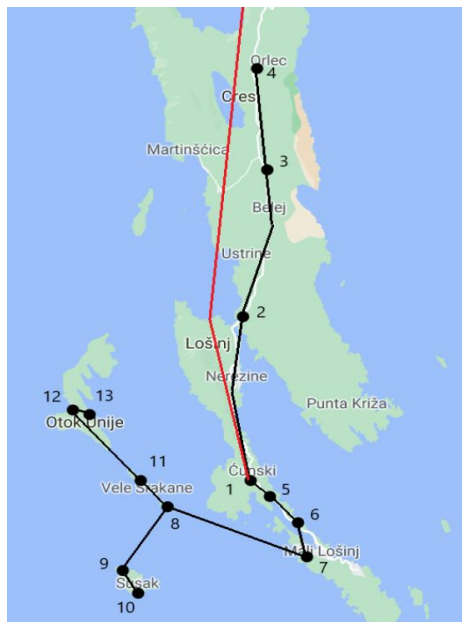 Orlec
4
Cres
Martinšćica
3
Belej
Ustrine
2
Lošinj
Nerezine
Punta Križa
12
13
Otok Unije
11
Ćunski
1
Vele Srakane
5
8
6
Mali Lošinj
7
9
Susak
10